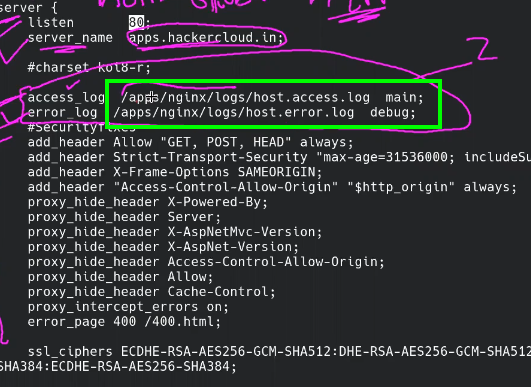 server {
listen 80;
server_name apps.hackercloud.in;
#charset koi8-r;
access_log /apps/nginx/logs/host.access.log main;
error_log /apps/nginx/logs/host.error.log debug;
#Securityfixes
add_header Allow "GET, POST, HEAD" always;
add_header Strict-Transport-Security "max-age=31536000; includeSu
add_header X-Frame-Options SAMEORIGIN;
add_header "Access-Control-Allow-Origin" "$http_origin" always;
proxy_hide_header X-Powered-By;
proxy_hide_header Server;
proxy_hide_header X-AspNetMvc-Version;
proxy_hide_header X-AspNet-Version;
proxy_hide_header Access-Control-Allow-Origin;
proxy_hide_header Allow;
proxy_hide_header Cache-Control;
proxy_intercept_errors on;
error_page 400 /400.html;
ssl_ciphers ECDHE-RSA-AES256-GCM-SHA512:DHE-RSA-AES256-GCM-
SHA384:ECDHE-RSA-AES256-SHA384;